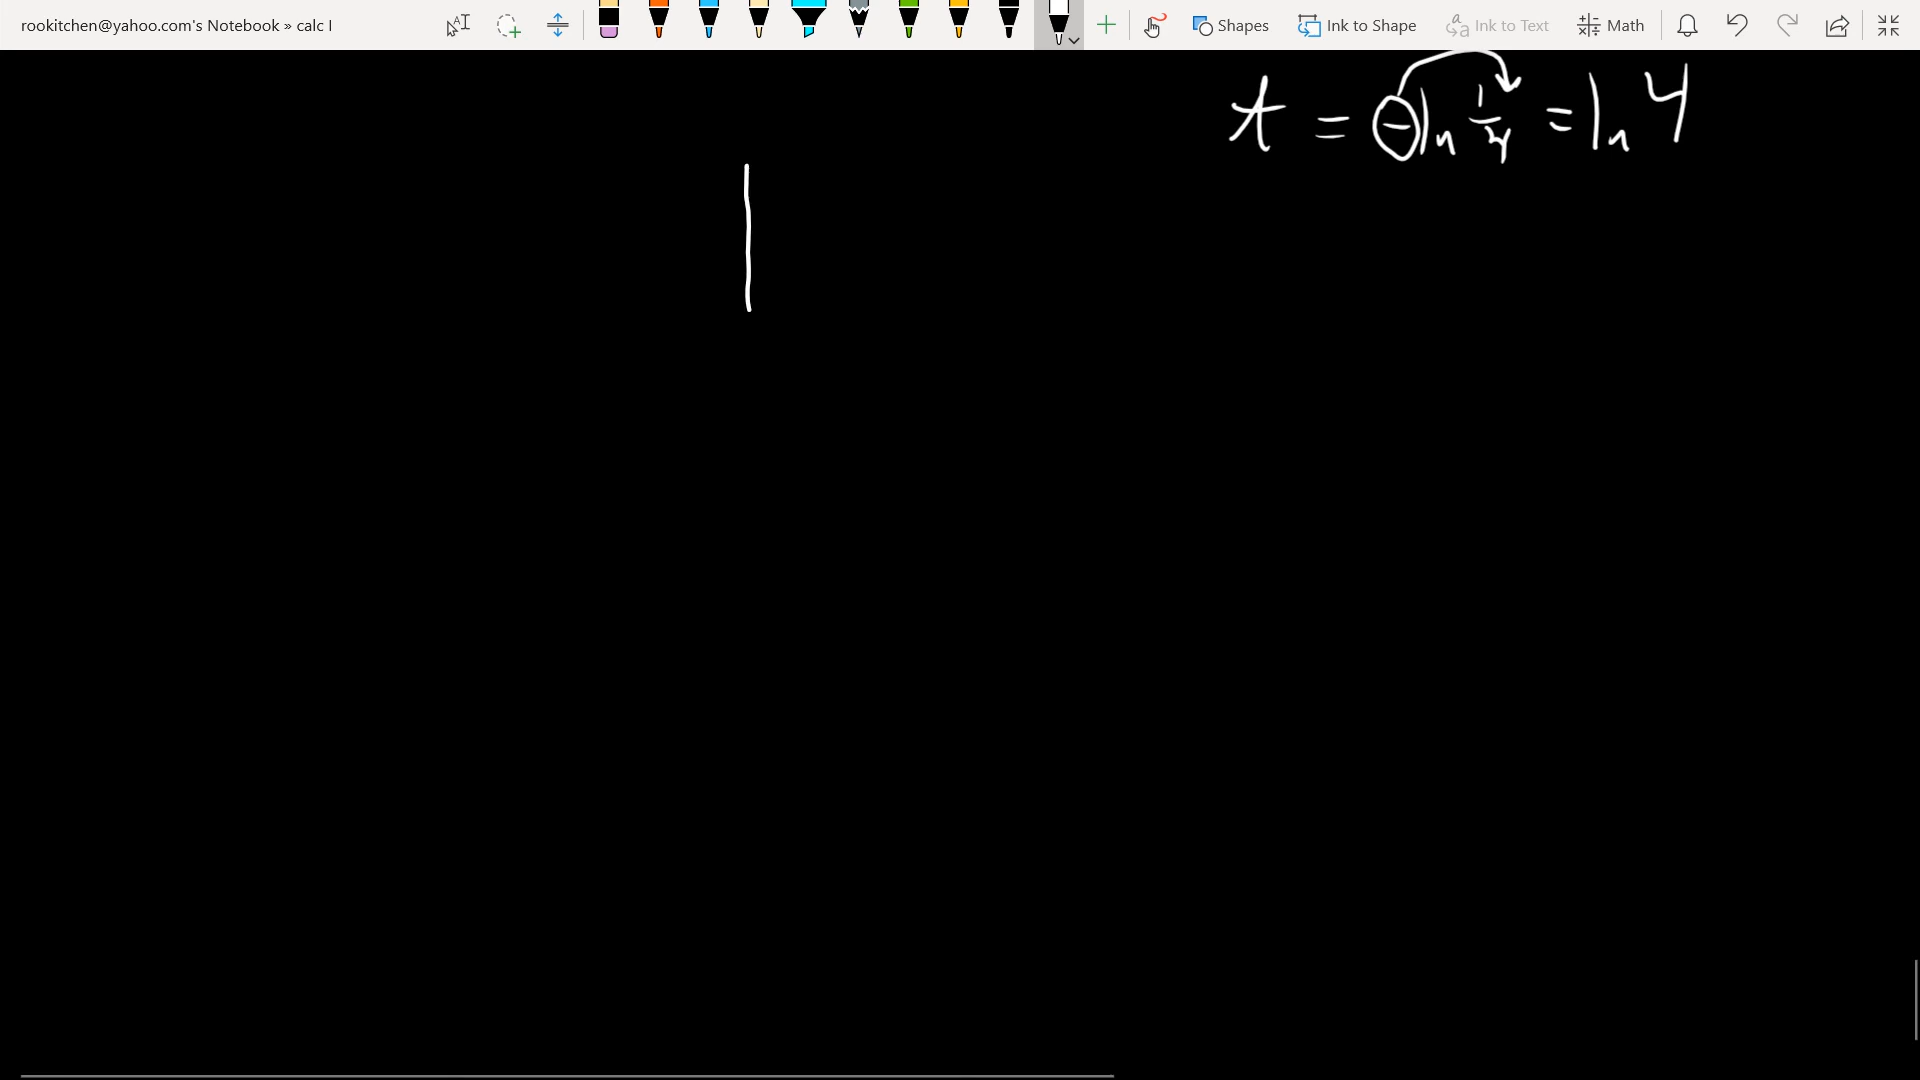 rookitchen@yahoo.com's Notebook » calc I Shapes Ink to Shape Ink to Text Math
t = -ln 1/4 = ln 4